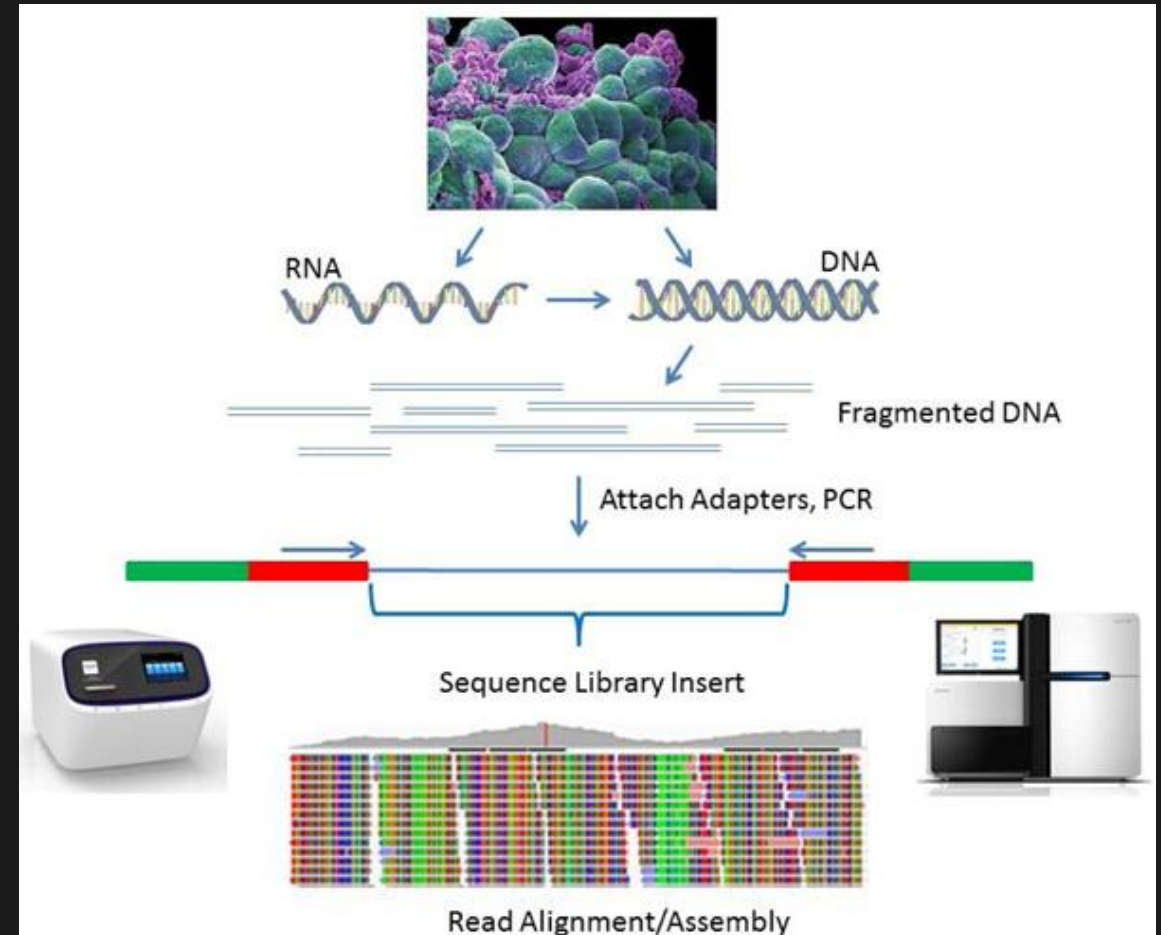 RNA
DNA
Fragmented DNA
Attach Adapters, PCR
Sequence Library Insert
Read Alignment/Assembly